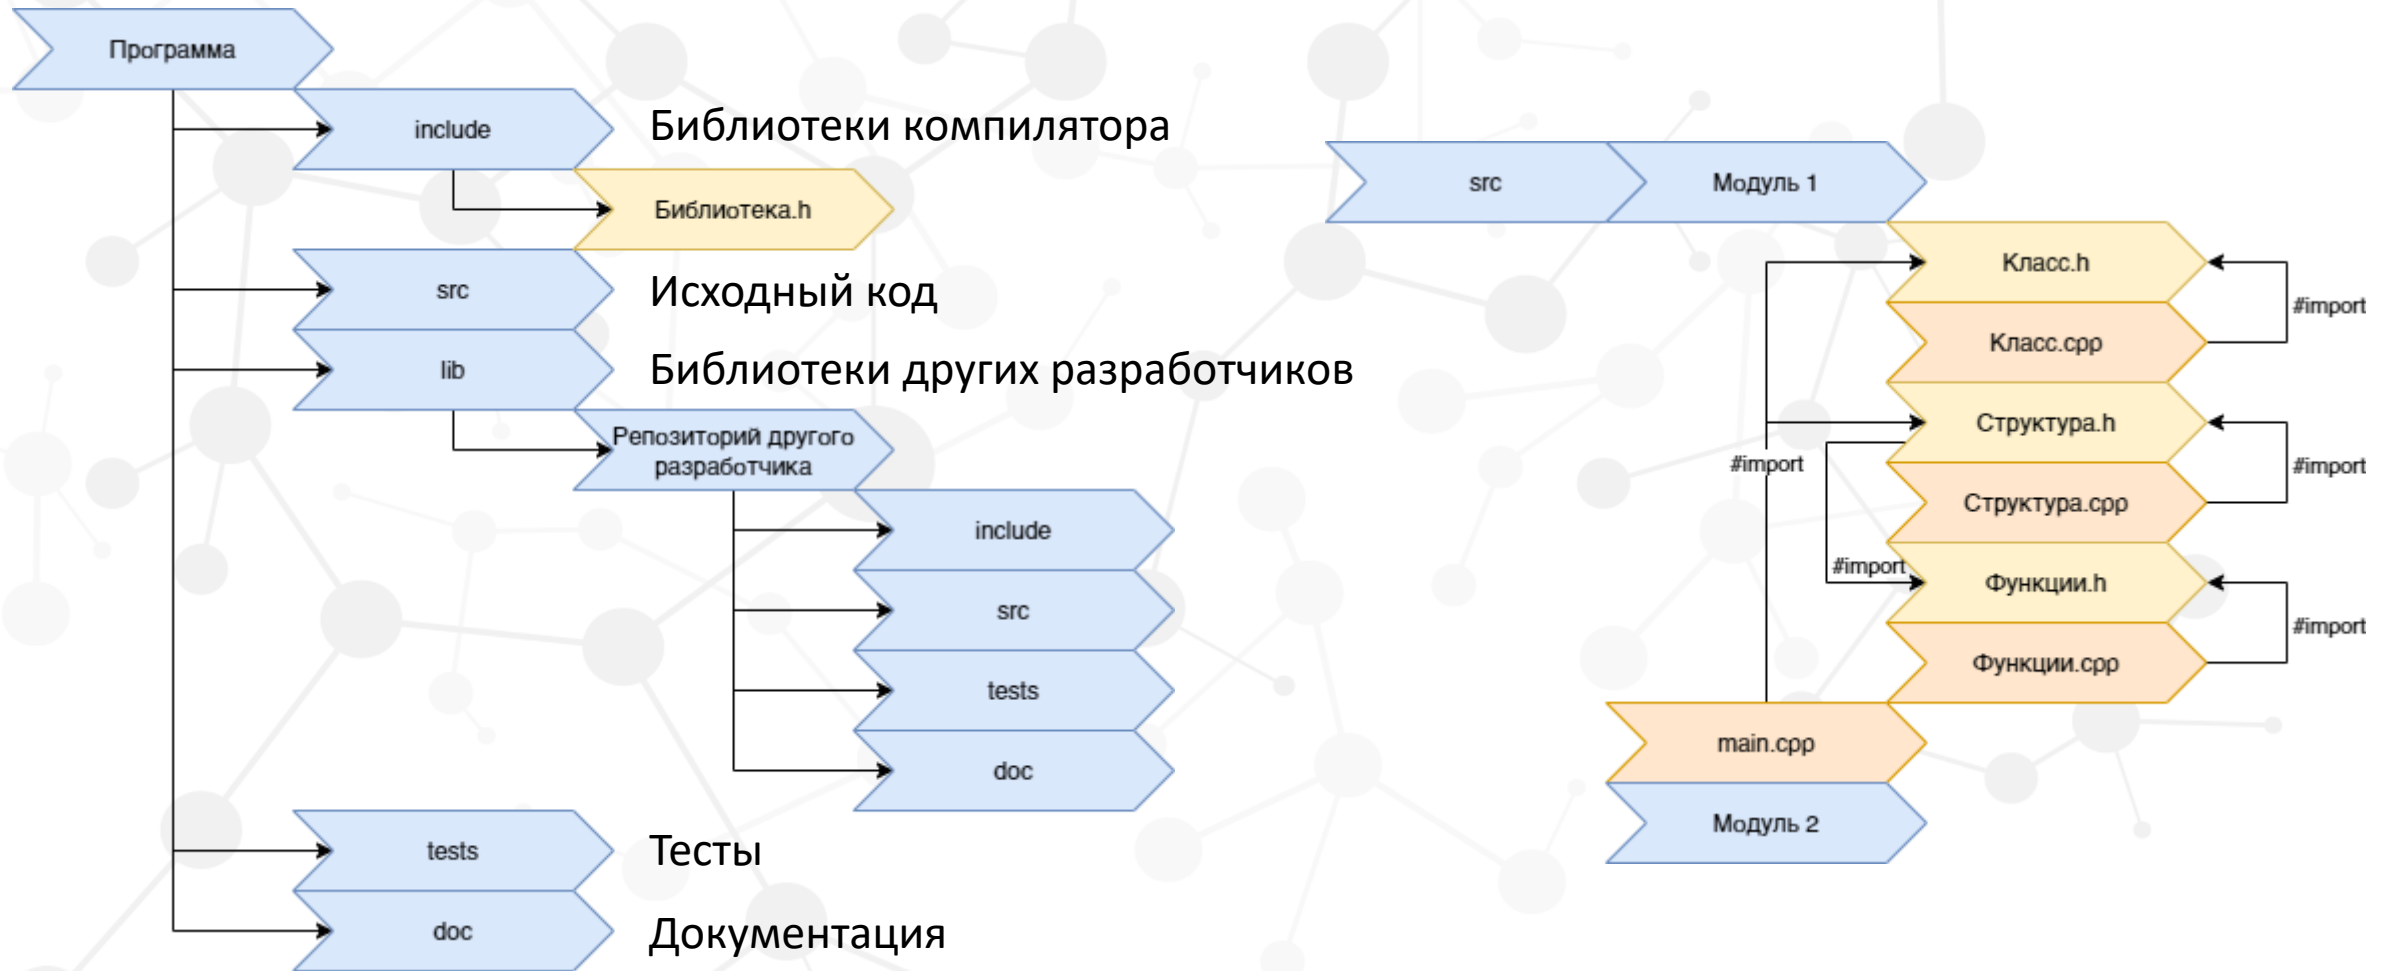 Программа
include
Библиотеки компилятора
Библиотека.h
src
Исходный код
lib
Библиотеки других разработчиков
Репозиторий другого
разработчика
include
src
tests
doc
tests
Тесты
doc
Документация
src
Модуль 1
Класс.h
#import
Класс.cpp
Структура.h
#import
#import
Структура.cpp
#import
Функции.h
#import
Функции.cpp
main.cpp
Модуль 2